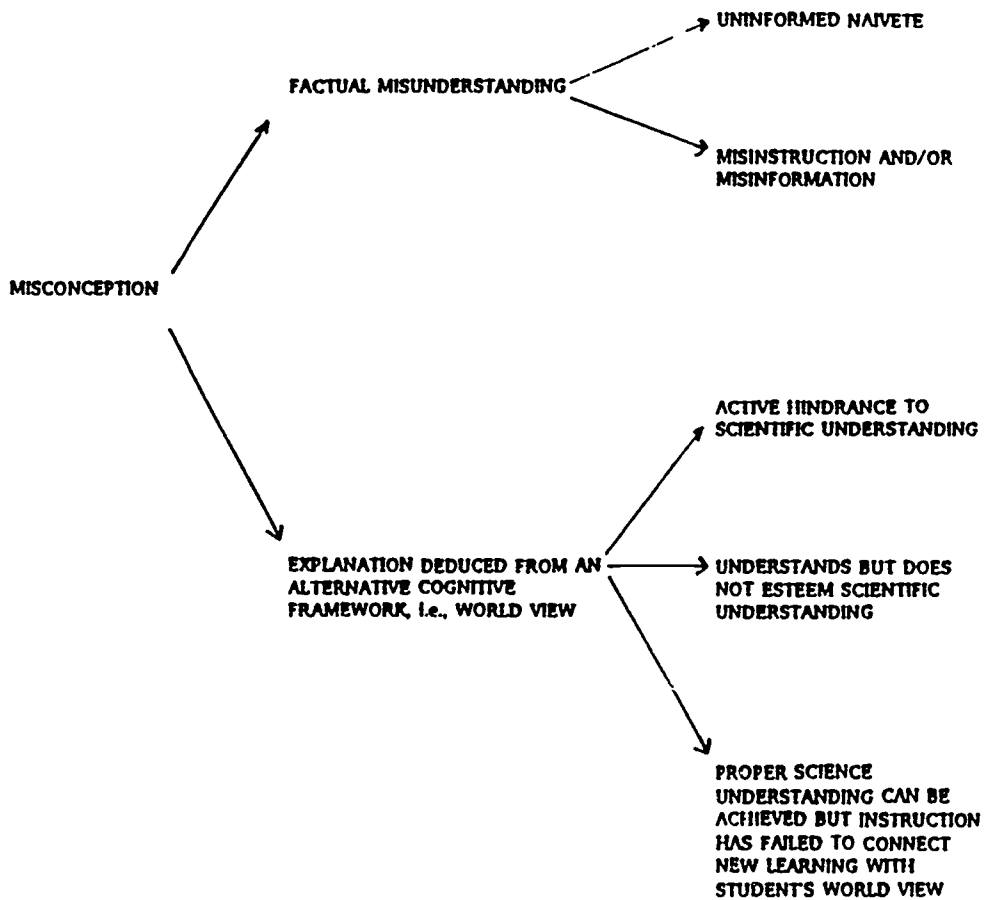 UNINFORMED NAIVETE
FACTUAL MISUNDERSTANDING
MISINSTRUCTION AND/OR
MISINFORMATION
MISCONCEPTION
ACTIVE HINDRANCE TO
SCIENTIFIC UNDERSTANDING
EXPLANATION DEDUCED FROM AN
ALTERNATIVE COGNITIVE
FRAMEWORK, i.e., WORLD VIEW
UNDERSTANDS BUT DOES
NOT ESTEEM SCIENTIFIC
UNDERSTANDING
PROPER SCIENCE
UNDERSTANDING CAN BE
ACHIEVED BUT INSTRUCTION
HAS FAILED TO CONNECT
NEW LEARNING WITH
STUDENT'S WORLD VIEW